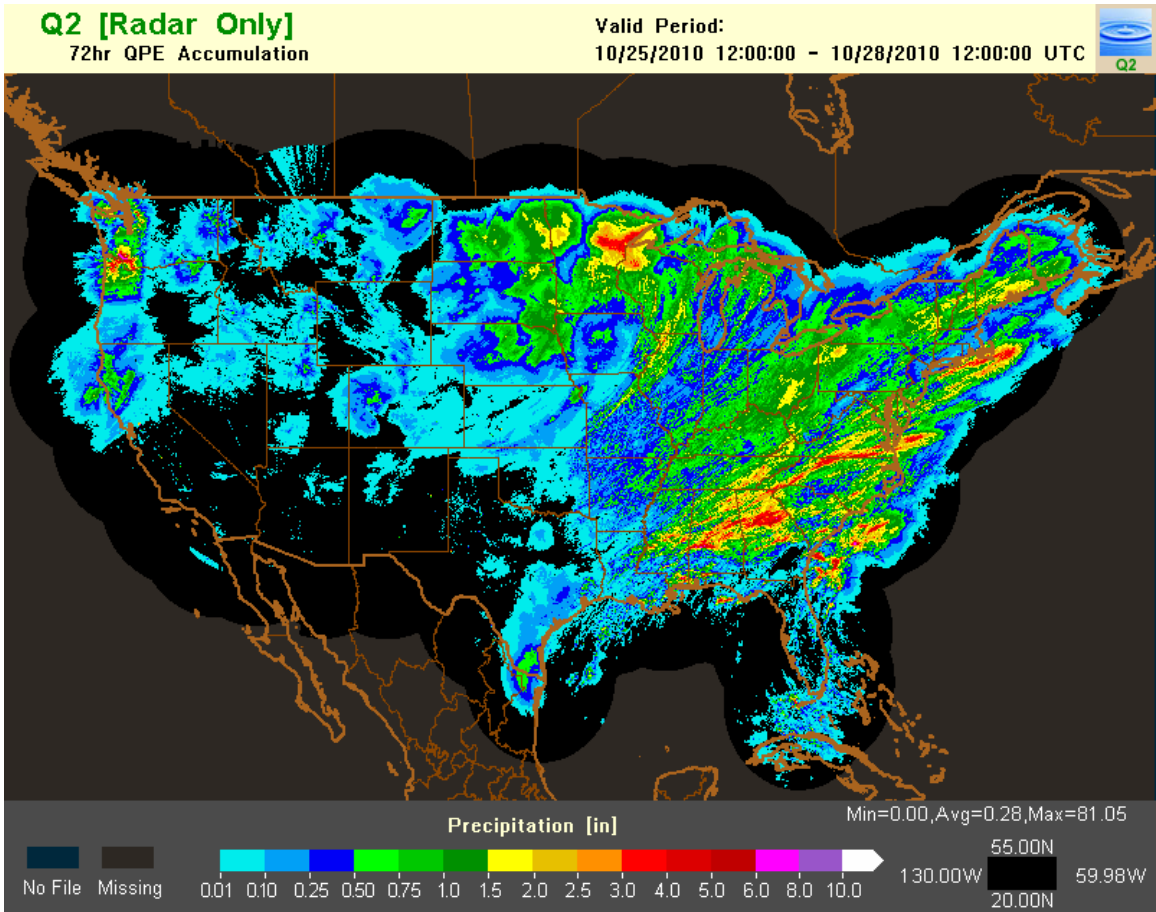 Q2 [Radar Only]
72hr QPE Accumulation
Valid Period:
10/25/2010 12:00:00 - 10/28/2010 12:00:00 UTC
Q2
Precipitation [in]
Min=0.00,Avg=0.28,Max=81.05
No File Missing
0.01 0.10 0.25 0.50 0.75 1.0 1.5 2.0 2.5 3.0 4.0 5.0 6.0 8.0 10.0
55.00N
130.00W 59.98W
20.00N